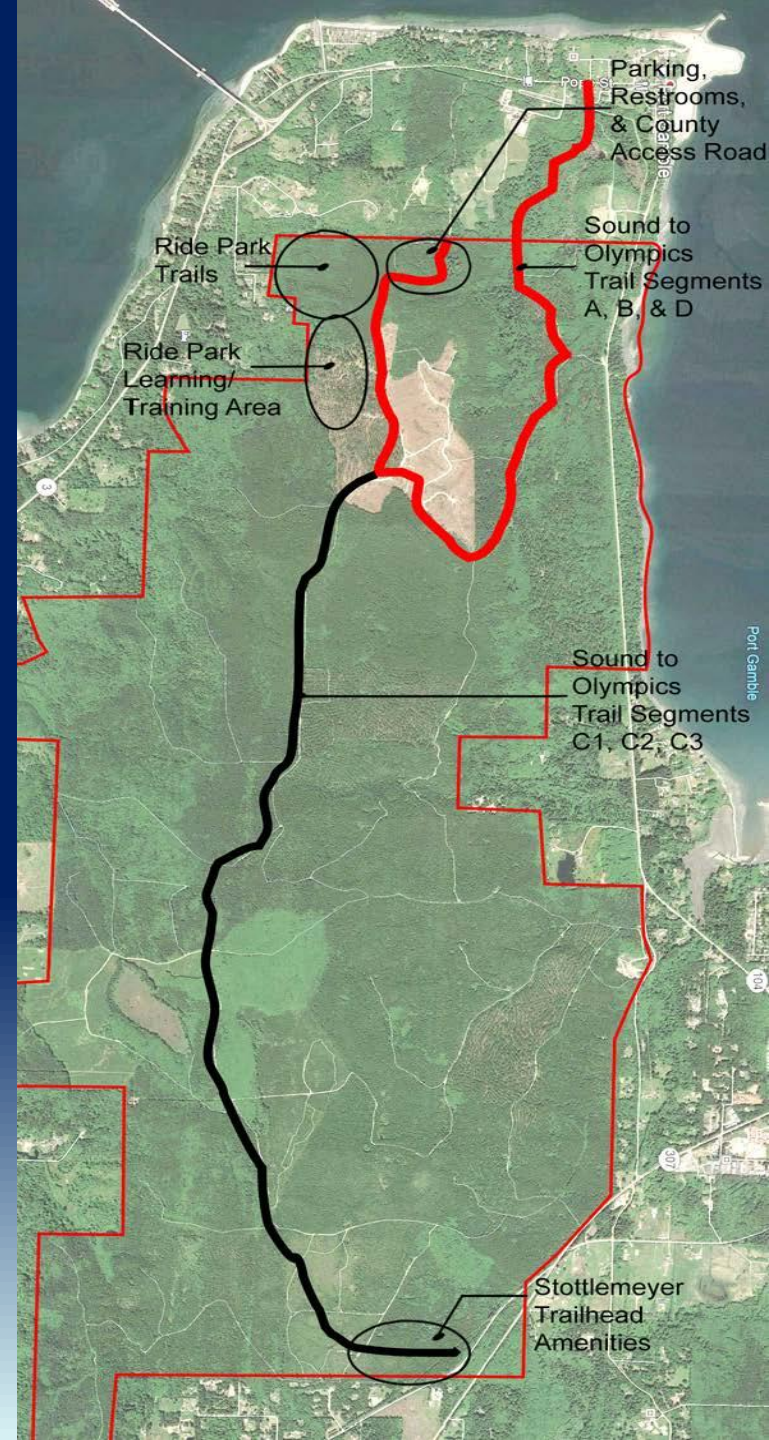 Parking,
Restrooms,
& County
Access Road
Ride Park
Trails
Sound to
Olympics
Trail Segments
A, B, & D
Ride Park
Learning/
Training Area
3
Port Gamble
Sound to
Olympics
Trail Segments
C1, C2, C3
104
307
Stottlemeyer
Trailhead
Amenities